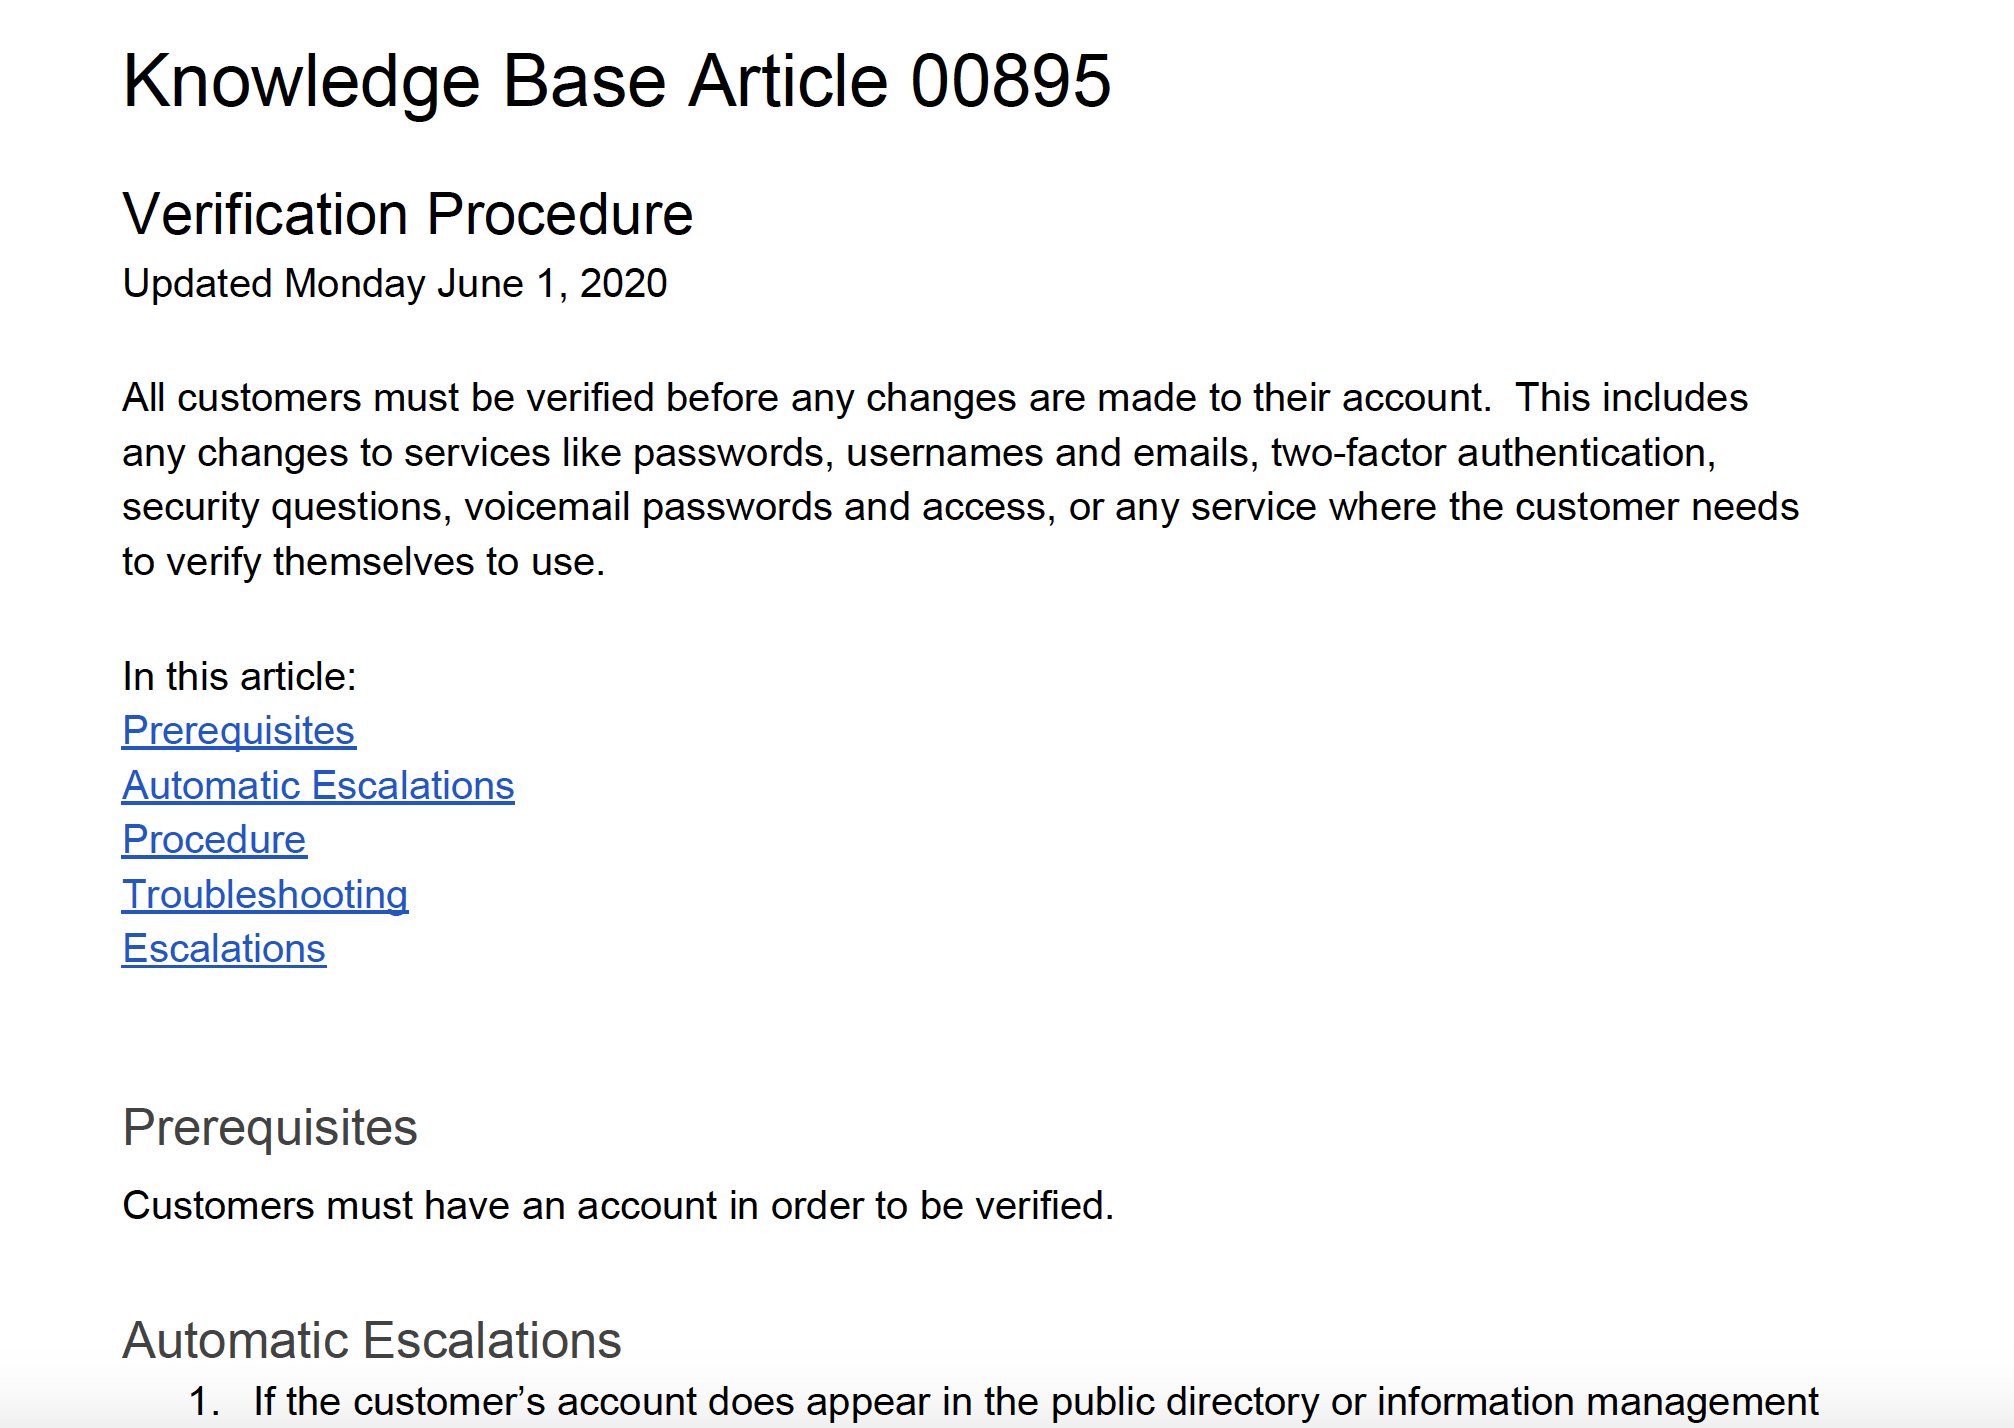 Knowledge Base Article 00895
Verification Procedure
Updated Monday June 1, 2020
All customers must be verified before any changes are made to their account.  This includes
any changes to services like passwords, usernames and emails, two-factor authentication,
security questions, voicemail passwords and access, or any service where the customer needs
to verify themselves to use.
In this article:
Prerequisites
Automatic Escalations
Procedure
Troubleshooting
Escalations
Prerequisites
Customers must have an account in order to be verified.
Automatic Escalations
1. If the customer’s account does appear in the public directory or information management